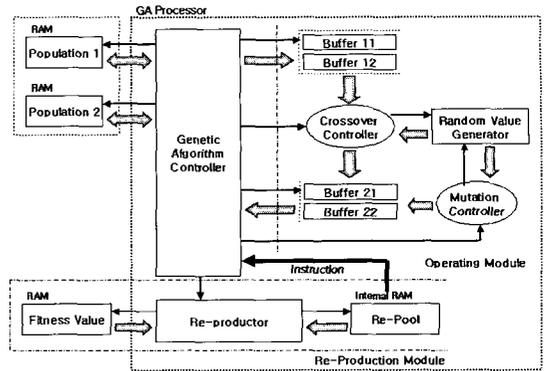 GA Processor
RAM
Population 1
RAM
Population 2
Genetic
Algorithm
Controller
Buffer 11
Buffer 12
Crossover
Controller
Random Value
Generator
Buffer 21
Buffer 22
Mutation
Controller
Instruction
Operating Module
RAM
Fitness Value
Re-productor
Internal RAM
Re-Pool
Re-Production Module